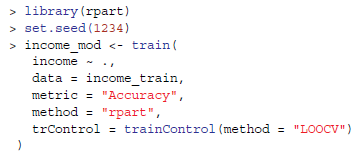 > library(rpart)
> set.seed(1234)
> income_mod <- train(
income ~ .,
data = income_train,
metric = "Accuracy",
method = "rpart",
trControl = trainControl(method = "LOOCV")
)